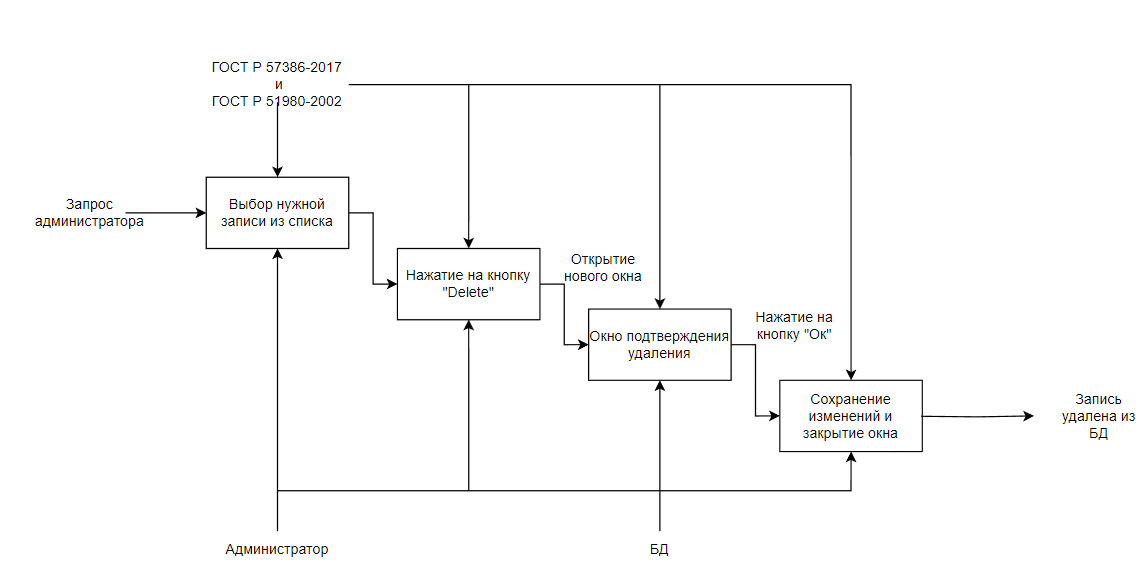 ГОСТ Р 57386-2017
и
ГОСТ Р 51980-2002
Запрос
администратора
Выбор нужной
записи из списка
Нажатие на кнопку
"Delete"
Открытие
нового окна
Окно подтверждения
удаления
Нажатие на
кнопку "Ок"
Сохранение
изменений и
закрытие окна
Запись
удалена из
БД
Администратор
БД